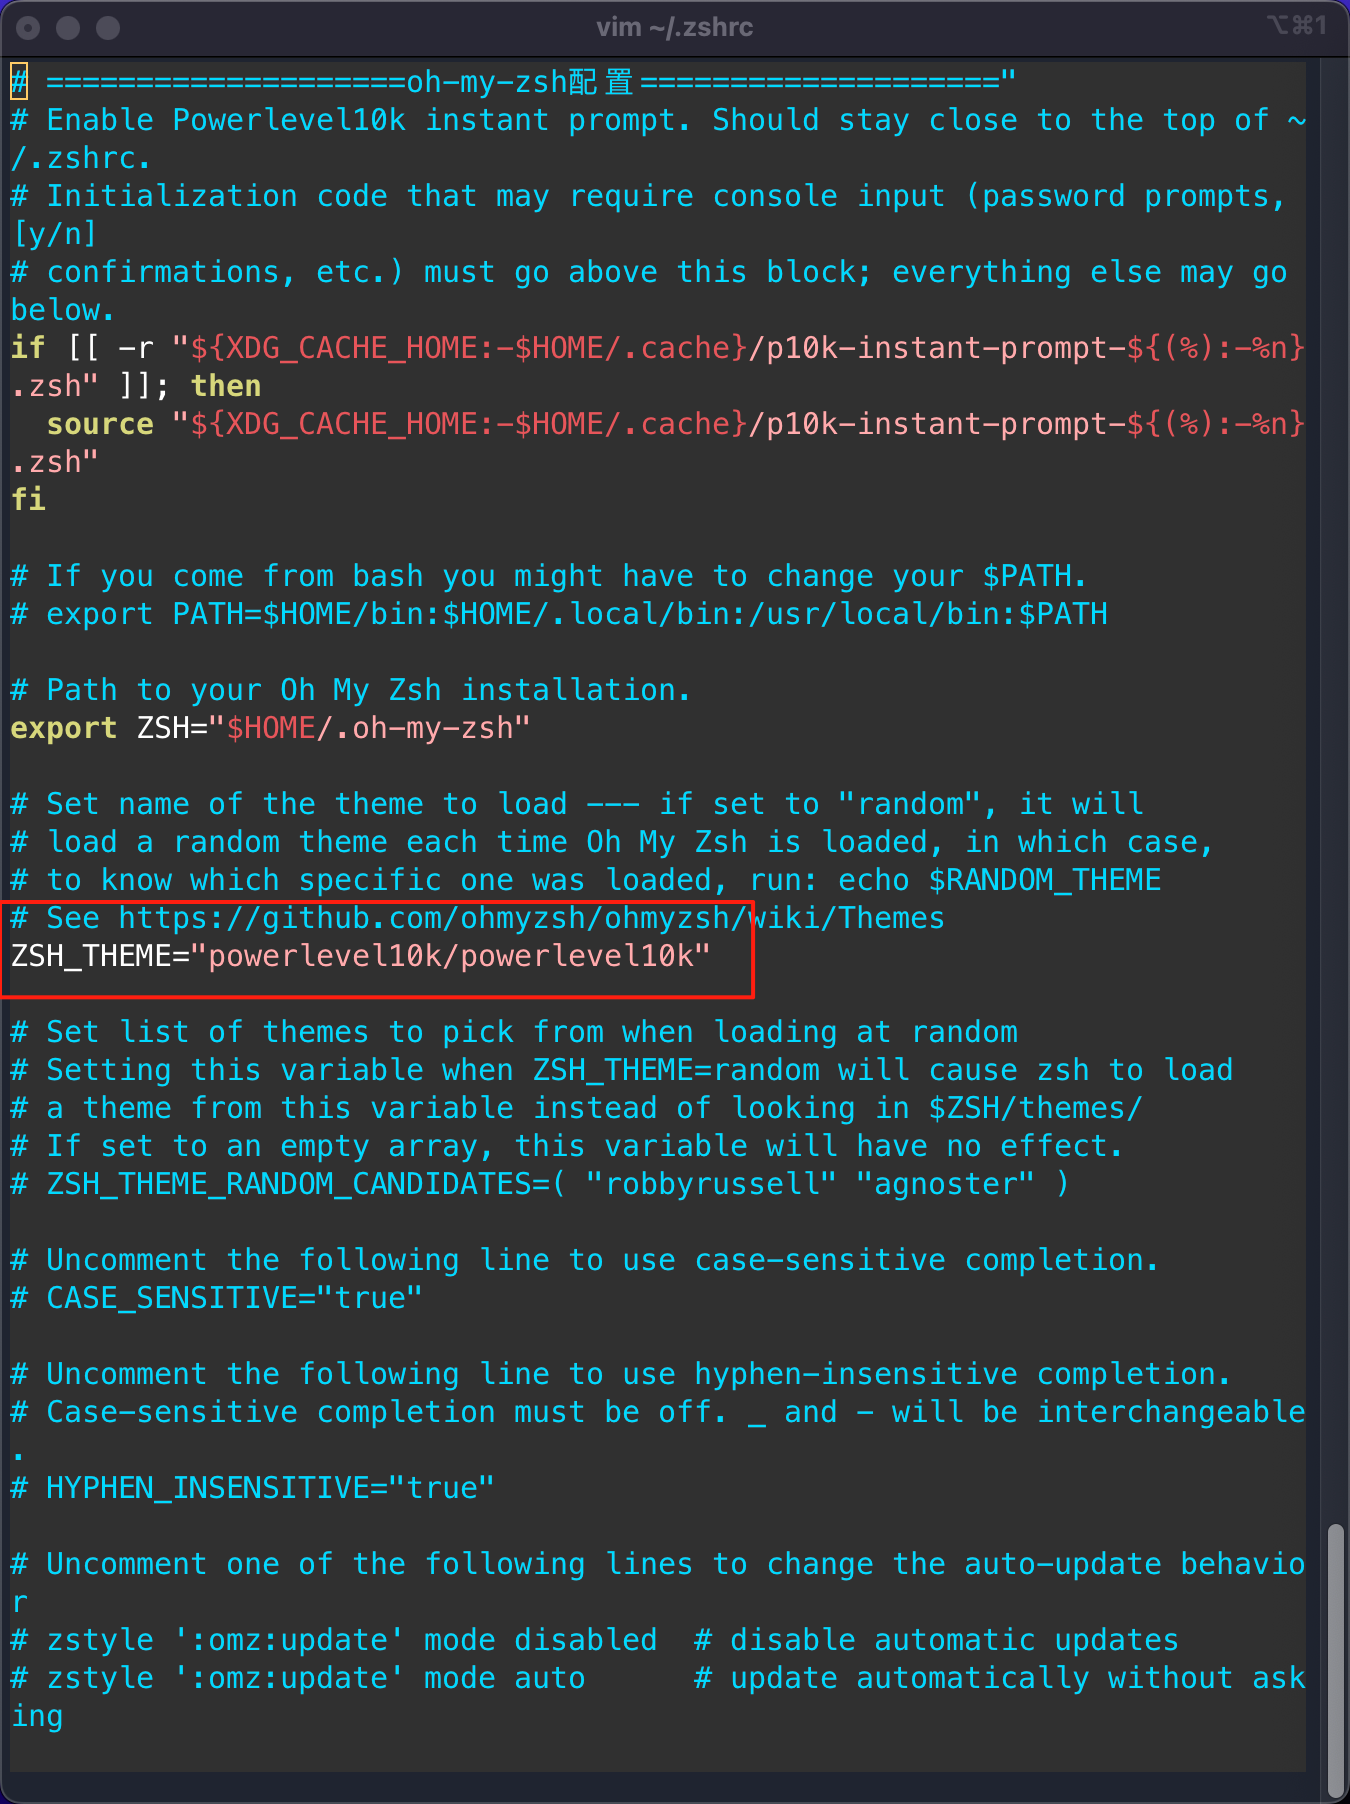 vim ~/.zshrc
⌥⌘1
# ====================oh-my-zsh配置===================="
# Enable Powerlevel10k instant prompt. Should stay close to the top of ~
/.zshrc.
# Initialization code that may require console input (password prompts,
[y/n]
# confirmations, etc.) must go above this block; everything else may go
below.
if [[ -r "${XDG_CACHE_HOME:-$HOME/.cache}/p10k-instant-prompt-${(%):-%n}
.zsh" ]]; then
  source "${XDG_CACHE_HOME:-$HOME/.cache}/p10k-instant-prompt-${(%):-%n}
.zsh"
fi
# If you come from bash you might have to change your $PATH.
# export PATH=$HOME/bin:$HOME/.local/bin:/usr/local/bin:$PATH
# Path to your Oh My Zsh installation.
export ZSH="$HOME/.oh-my-zsh"
# Set name of the theme to load --- if set to "random", it will
# load a random theme each time Oh My Zsh is loaded, in which case,
# to know which specific one was loaded, run: echo $RANDOM_THEME
# See https://github.com/ohmyzsh/ohmyzsh/wiki/Themes
ZSH_THEME="powerlevel10k/powerlevel10k"
# Set list of themes to pick from when loading at random
# Setting this variable when ZSH_THEME=random will cause zsh to load
# a theme from this variable instead of looking in $ZSH/themes/
# If set to an empty array, this variable will have no effect.
# ZSH_THEME_RANDOM_CANDIDATES=( "robbyrussell" "agnoster" )
# Uncomment the following line to use case-sensitive completion.
# CASE_SENSITIVE="true"
# Uncomment the following line to use hyphen-insensitive completion.
# Case-sensitive completion must be off. _ and - will be interchangeable
.
# HYPHEN_INSENSITIVE="true"
# Uncomment one of the following lines to change the auto-update behavio
r
# zstyle ':omz:update' mode disabled  # disable automatic updates
# zstyle ':omz:update' mode auto      # update automatically without ask
ing